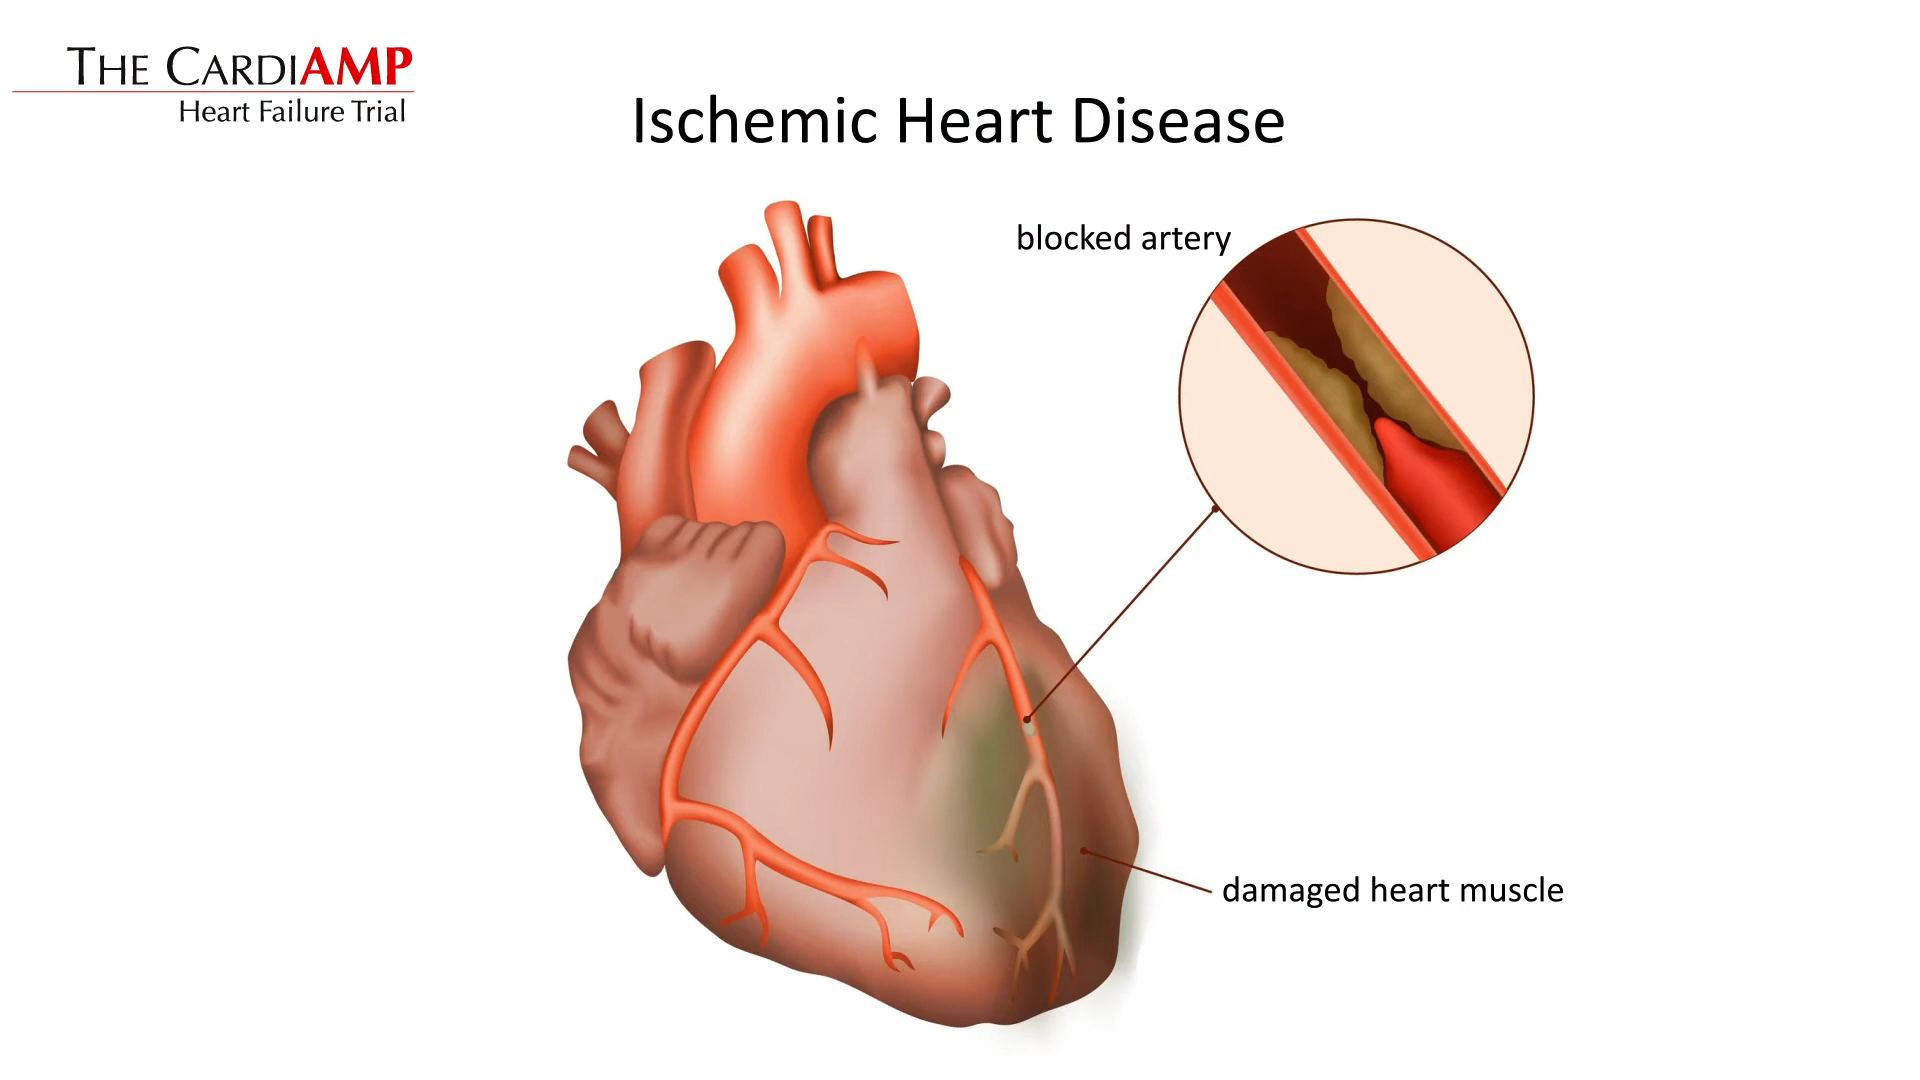 THE CARDIAMP
Heart Failure Trial
Ischemic Heart Disease
blocked artery
damaged heart muscle